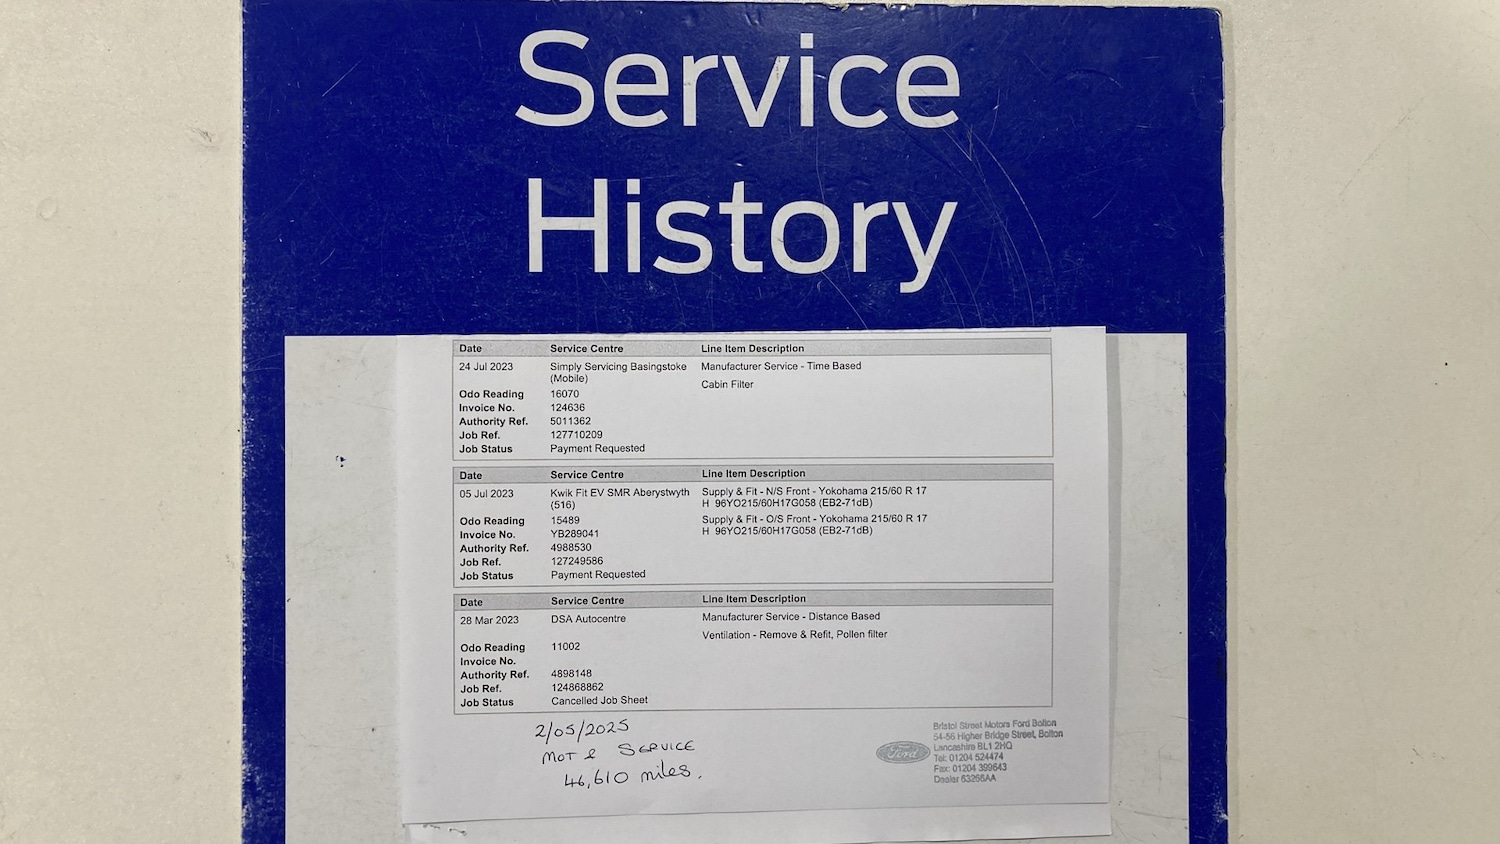 Service
History
Date Service Centre Line Item Description
24 Jul 2023 Simply Servicing Basingstoke Manufacturer Service - Time Based
(Mobile)
Cabin Filter
Odo Reading 16070
Invoice No. 124636
Authority Ref. 5011362
Job Ref. 127710209
Job Status Payment Requested
Date Service Centre Line Item Description
05 Jul 2023 Kwik Fit EV SMR Aberystwyth Supply & Fit - N/S Front - Yokohama 215/60 R 17
(516) H 96YO215/60H17G058 (EB2-71dB)
Odo Reading 15489 Supply & Fit - O/S Front - Yokohama 215/60 R 17
Invoice No. YB289041 H 96YO215/60H17G058 (EB2-71dB)
Authority Ref. 4988530
Job Ref. 127249586
Job Status Payment Requested
Date Service Centre Line Item Description
28 Mar 2023 DSA Autocentre Manufacturer Service - Distance Based
Ventilation - Remove & Refit, Pollen filter
Odo Reading 11002
Invoice No.
Authority Ref. 4898148
Job Ref. 124868862
Job Status Cancelled Job Sheet
2/05/2025
MOT & SERVICE
46,610 miles.
Ford
Bristol Street Motors Ford Bolton
54-56 Higher Bridge Street, Bolton
Lancashire BL1 2HQ
Tel: 01204 524474
Fax: 01204 399643
Dealer 63266AA